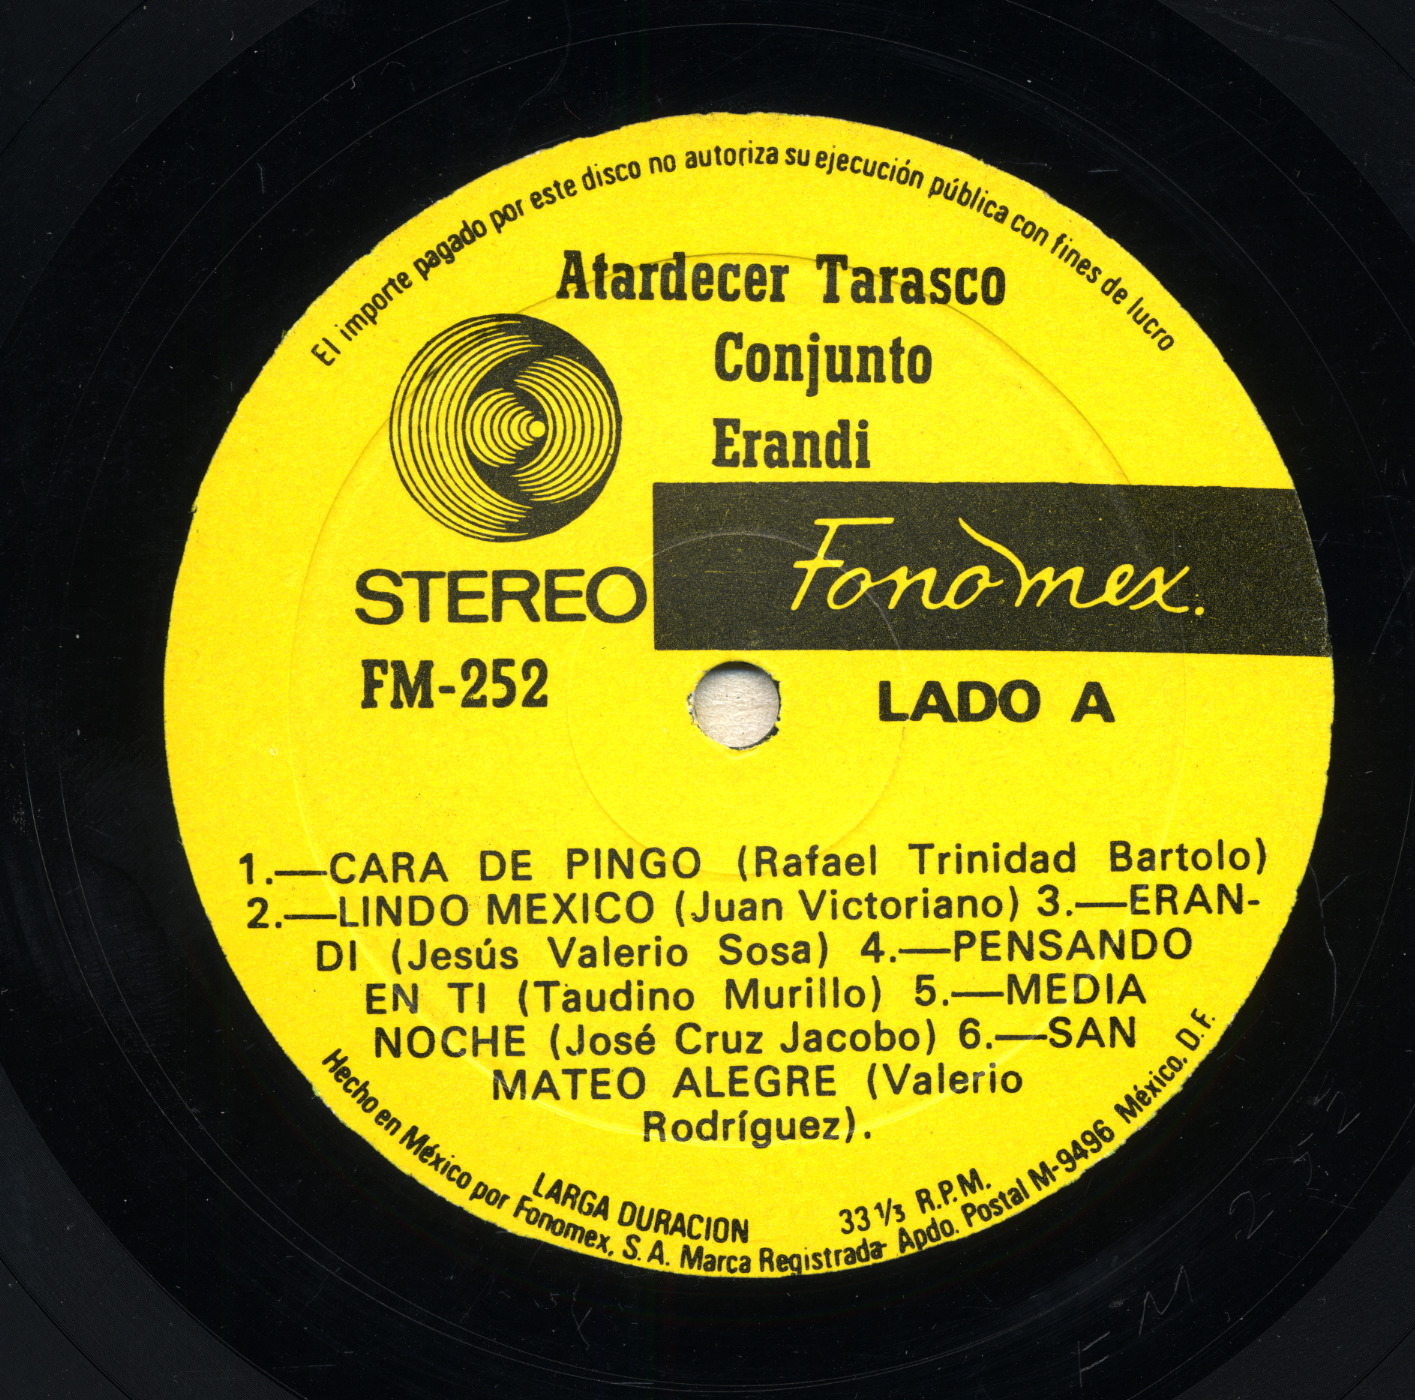 El importe pagado por este disco no autoriza su ejecución pública con fines de lucro
Atardecer Tarasco
Conjunto
Erandi
Fonomex.
STEREO
FM-252
LADO A
1.—CARA DE PINGO (Rafael Trinidad Bartolo)
2.—LINDO MEXICO (Juan Victoriano) 3.—ERAN-
DI (Jesús Valerio Sosa) 4.—PENSANDO
EN TI (Taudino Murillo) 5.—MEDIA
NOCHE (José Cruz Jacobo) 6.—SAN
MATEO ALEGRE (Valerio
Rodríguez).
LARGA DURACION 33 1/3 R.P.M.
Hecho en México por Fonomex, S. A. Marca Registrada- Apdo. Postal M-9496 México. D. F.